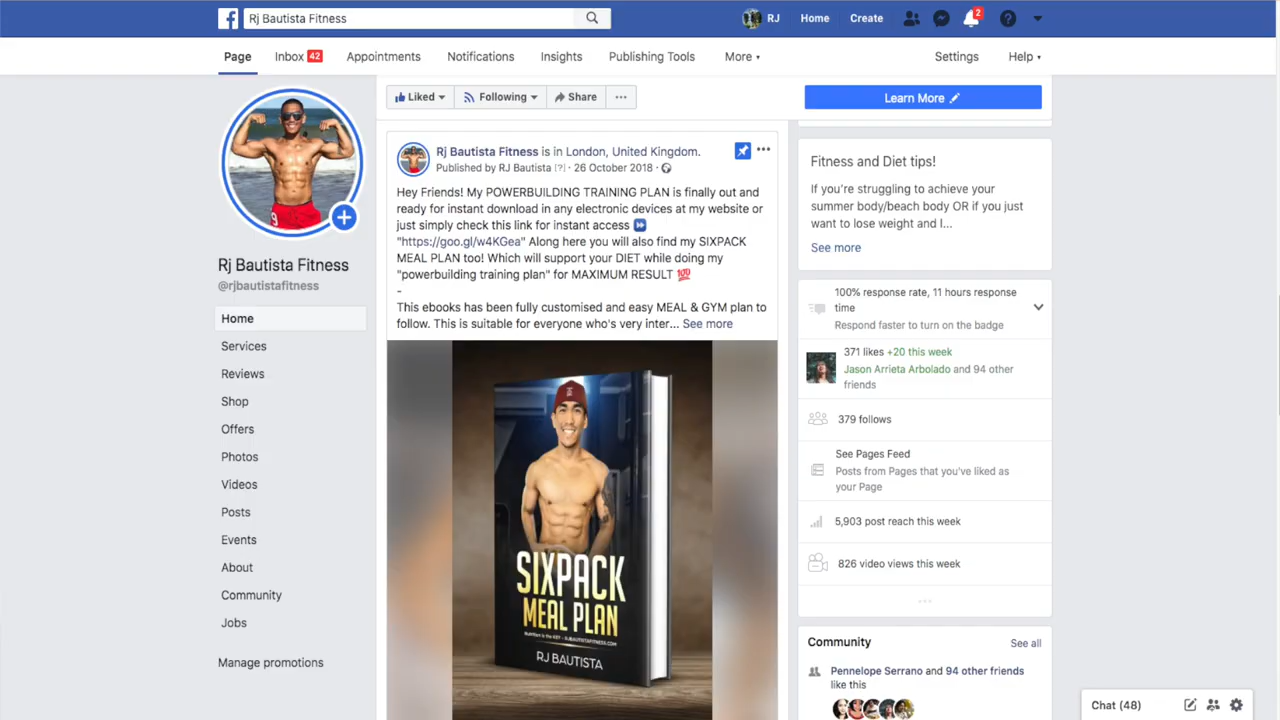 Rj Bautista Fitness
RJ Home Create 2
Page Inbox 42 Appointments Notifications Insights Publishing Tools More Settings Help
Liked Following Share ...
Learn More
Rj Bautista Fitness
@rjbautistafitness
Home
Services
Reviews
Shop
Offers
Photos
Videos
Posts
Events
About
Community
Jobs
Manage promotions
Rj Bautista Fitness is in London, United Kingdom.
Published by RJ Bautista [?] · 26 October 2018 ·
Hey Friends! My POWERBUILDING TRAINING PLAN is finally out and
ready for instant download in any electronic devices at my website or
just simply check this link for instant access ⏩
"https://goo.gl/w4KGea" Along here you will also find my SIXPACK
MEAL PLAN too! Which will support your DIET while doing my
"powerbuilding training plan" for MAXIMUM RESULT 💯
-
This ebooks has been fully customised and easy MEAL & GYM plan to
follow. This is suitable for everyone who's very inter... See more
SIXPACK
MEAL PLAN
Nutrition is the KEY - RJBAUTISTAFITNESS.COM
RJ BAUTISTA
Fitness and Diet tips!
If you're struggling to achieve your
summer body/beach body OR if you just
want to lose weight and I...
See more
100% response rate, 11 hours response
time
Respond faster to turn on the badge
371 likes +20 this week
Jason Arrieta Arbolado and 94 other
friends
379 follows
See Pages Feed
Posts from Pages that you've liked as
your Page
5,903 post reach this week
826 video views this week
...
Community See all
Pennelope Serrano and 94 other friends
like this
Chat (48)